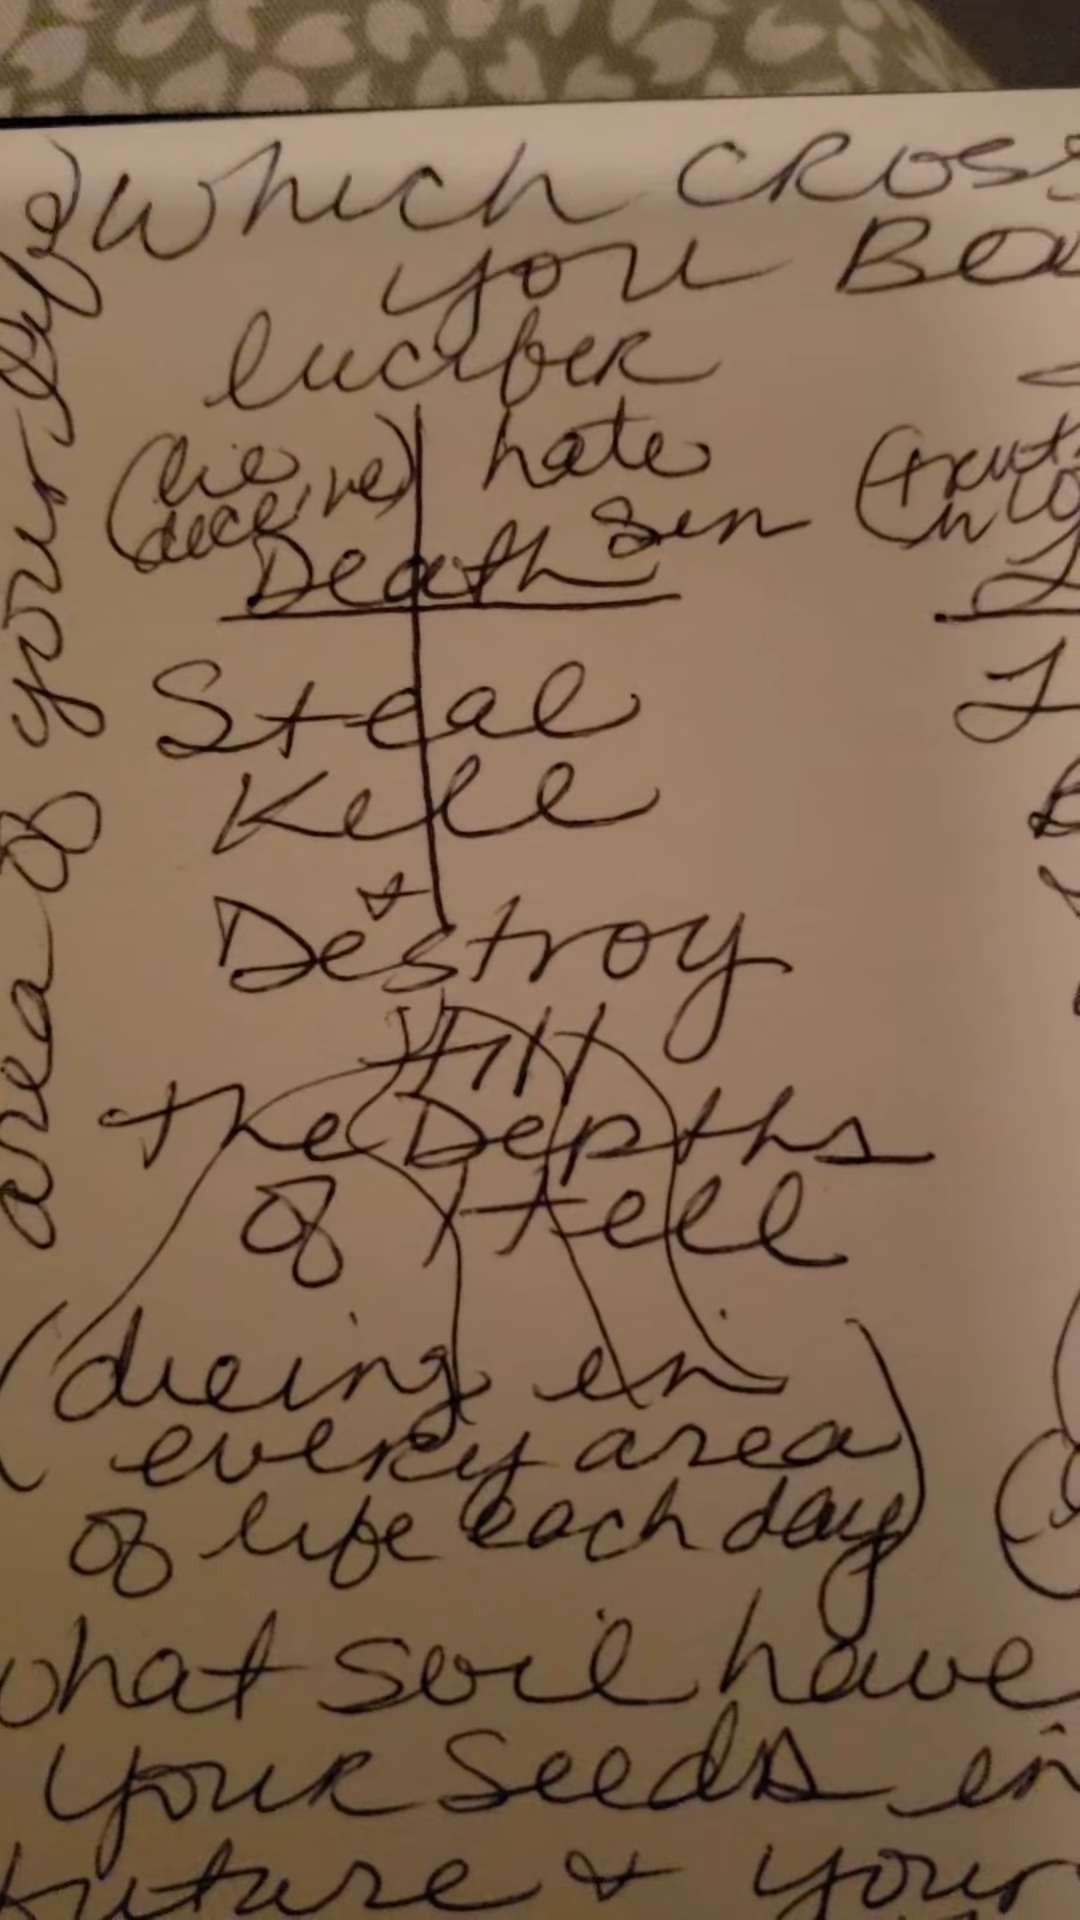 which cross
you Bea
lucifer
(lie hate
deceive) Sin
Death
Steal
Kill
+
Destroy
till
the Depths
of Hell
(dieing in
every area
of life each day)
what soil have
your Seeds in
future & your
area of your life?